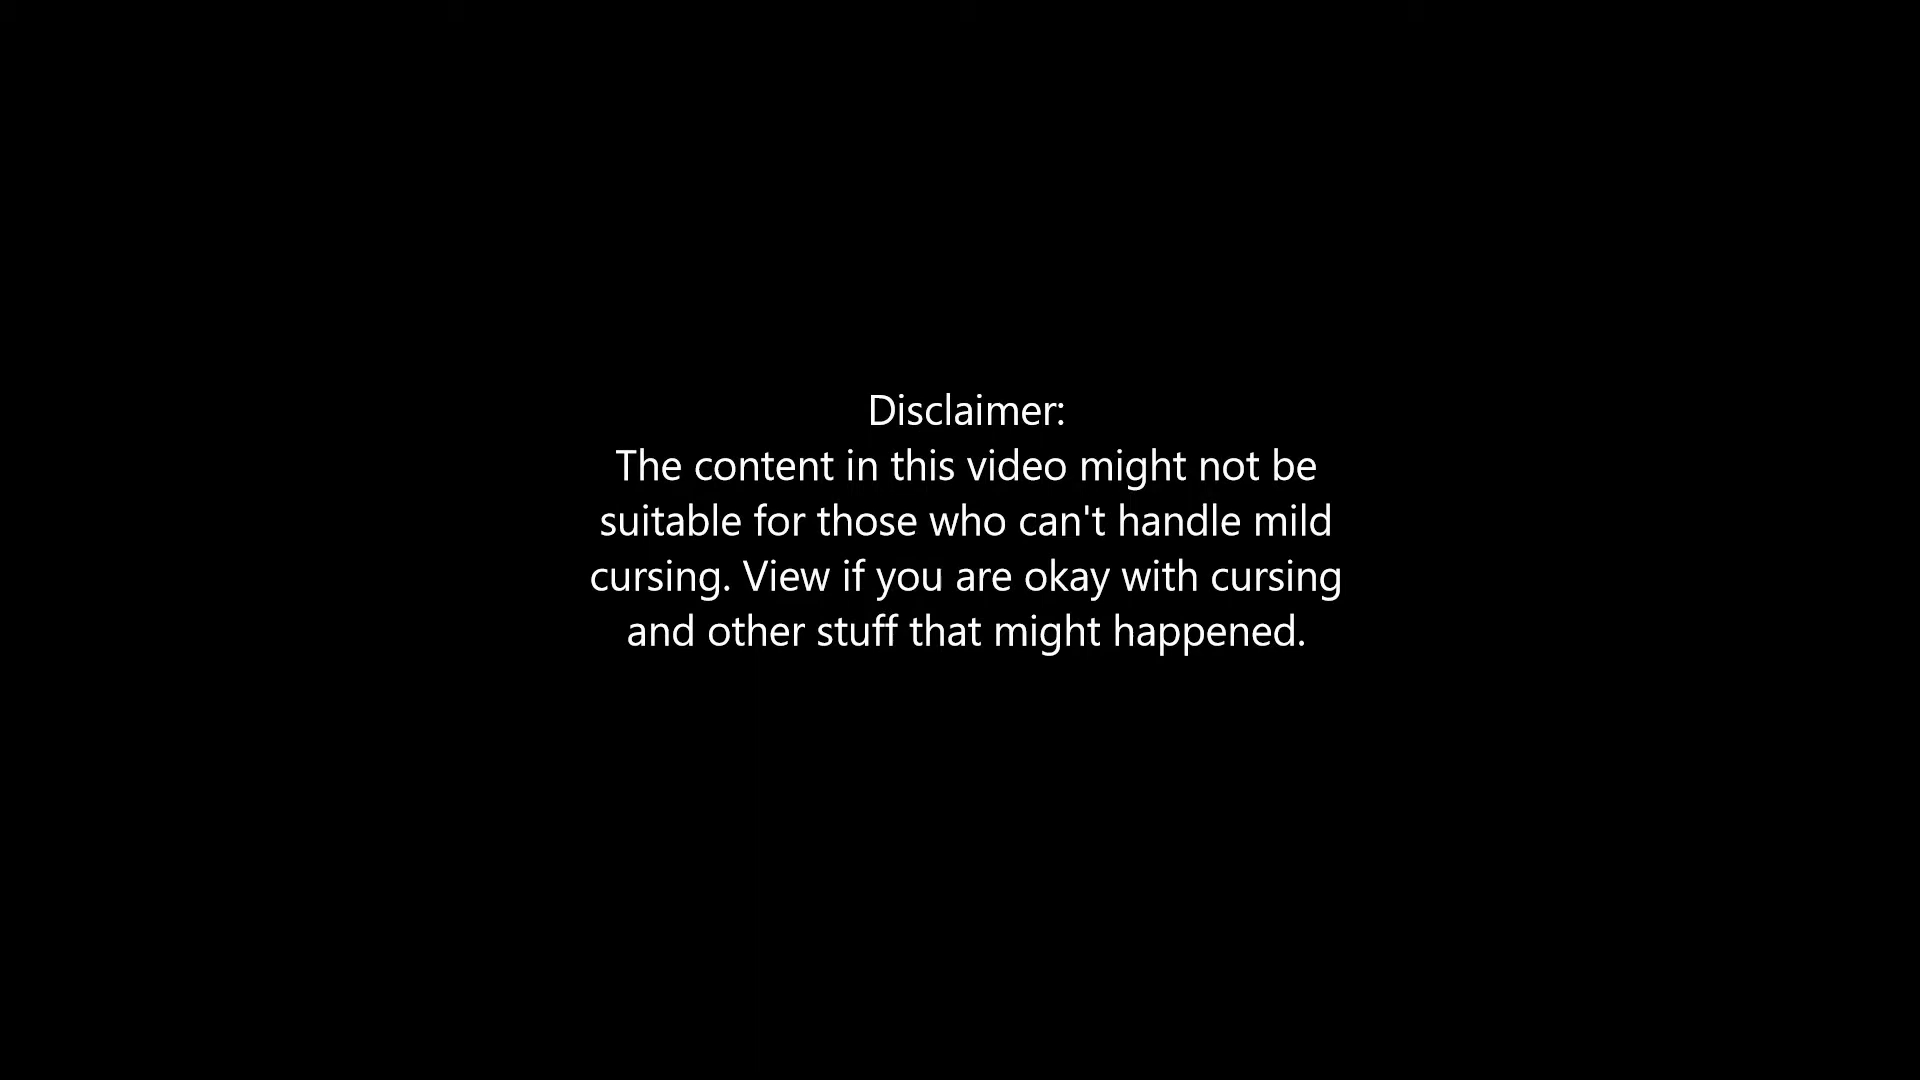 Disclaimer:
The content in this video might not be
suitable for those who can't handle mild
cursing. View if you are okay with cursing
and other stuff that might happened.